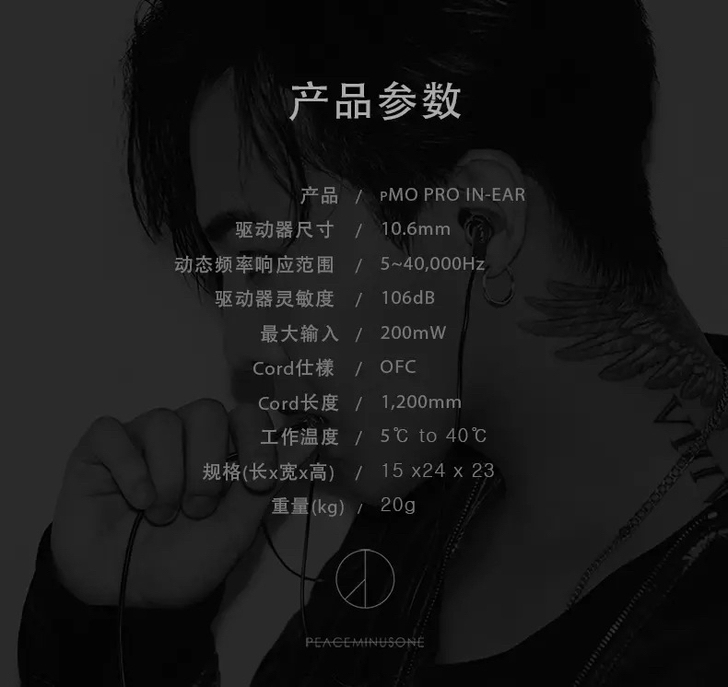 产品参数
产品 / PMO PRO IN-EAR
驱动器尺寸 / 10.6mm
动态频率响应范围 / 5~40,000Hz
驱动器灵敏度 / 106dB
最大输入 / 200mW
Cord仕樣 / OFC
Cord长度 / 1,200mm
工作温度 / 5℃ to 40℃
规格(长x宽x高) / 15 x24 x 23
重量(kg) / 20g
PEACEMINUSONE